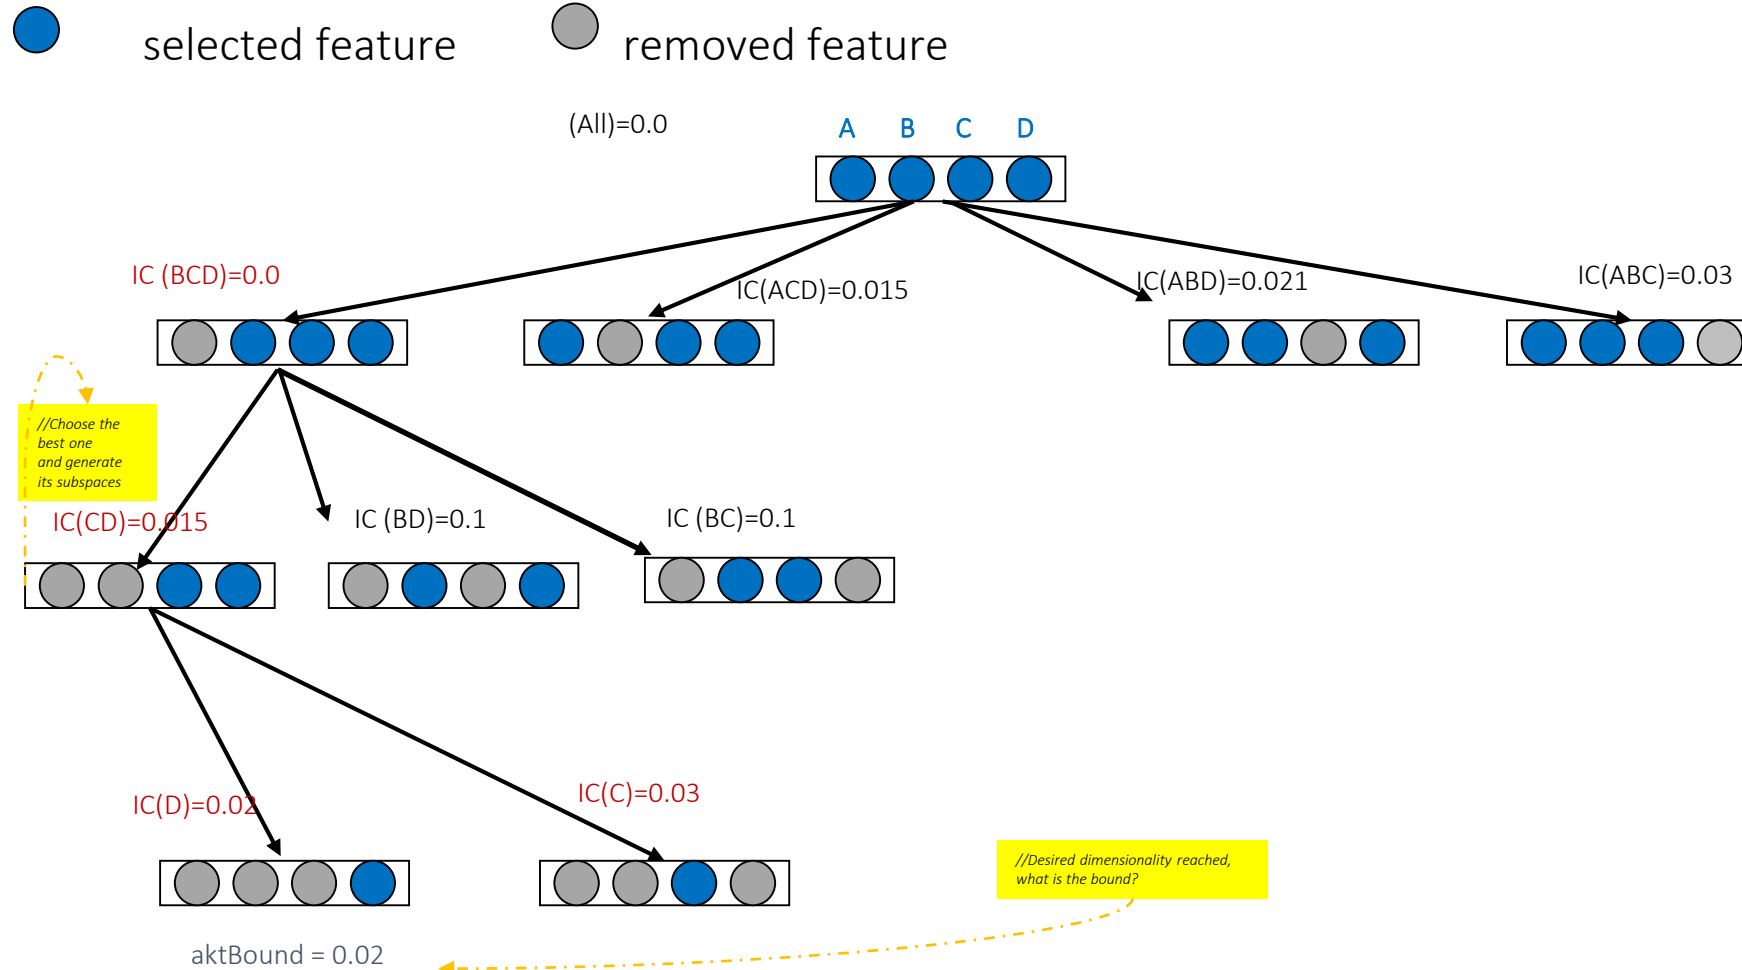 selected feature
removed feature
(All)=0.0
A B C D
IC (BCD)=0.0
IC(ACD)=0.015
IC(ABD)=0.021
IC(ABC)=0.03
//Choose the
best one
and generate
its subspaces
IC(CD)=0.015
IC (BD)=0.1
IC (BC)=0.1
IC(D)=0.02
IC(C)=0.03
//Desired dimensionality reached,
what is the bound?
aktBound = 0.02